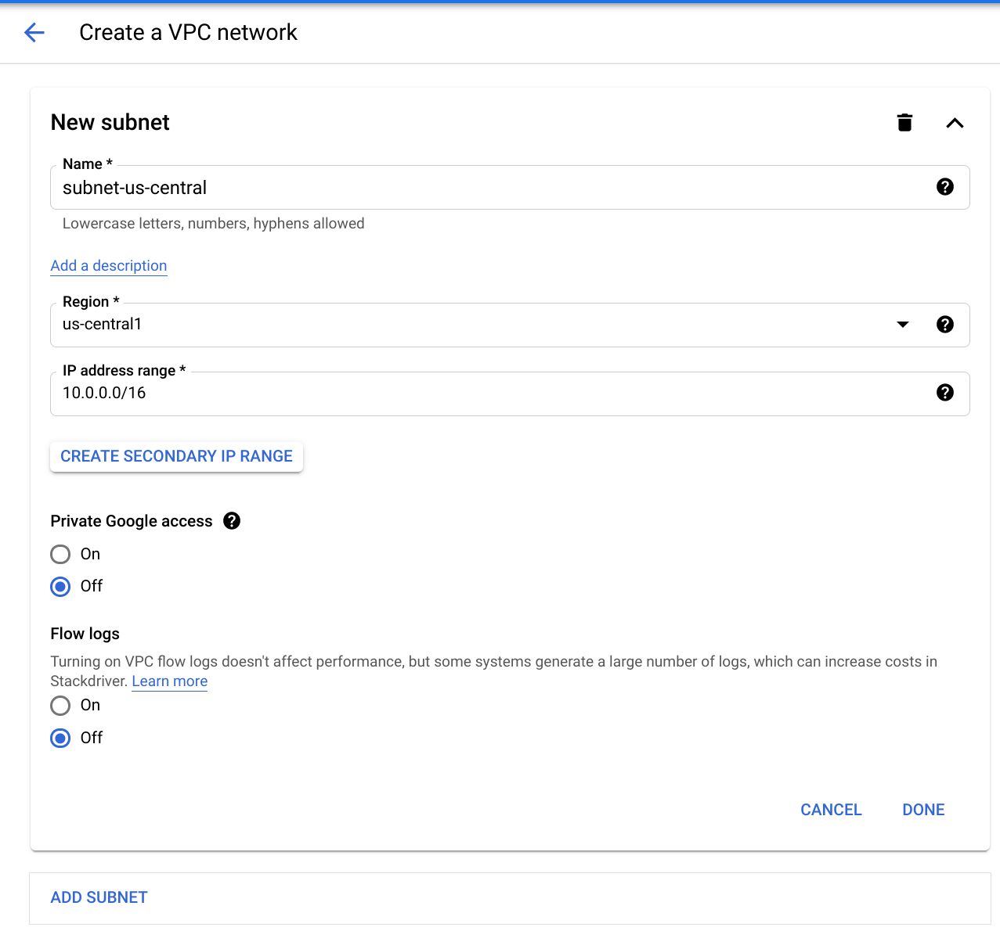 Create a VPC network
New subnet
Name *
subnet-us-central
Lowercase letters, numbers, hyphens allowed
Add a description
Region *
us-central1
IP address range *
10.0.0.0/16
CREATE SECONDARY IP RANGE
Private Google access
On
Off
Flow logs
Turning on VPC flow logs doesn't affect performance, but some systems generate a large number of logs, which can increase costs in
Stackdriver. Learn more
On
Off
CANCEL DONE
ADD SUBNET